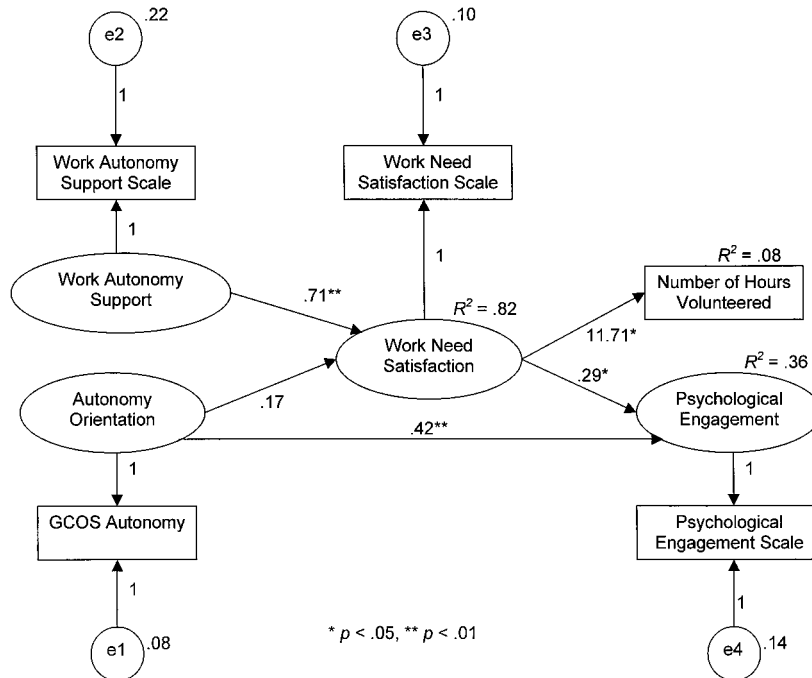 .22
e2
.10
e3
1
1
Work Autonomy
Support Scale
Work Need
Satisfaction Scale
1
1
Work Autonomy
Support
.71**
R² = .82
Work Need
Satisfaction
R² = .08
Number of Hours
Volunteered
11.71*
.29*
R² = .36
Psychological
Engagement
Autonomy
Orientation
.17
.42**
1
1
GCOS Autonomy
Psychological
Engagement Scale
1
1
* p < .05, ** p < .01
e1
.08
e4
.14